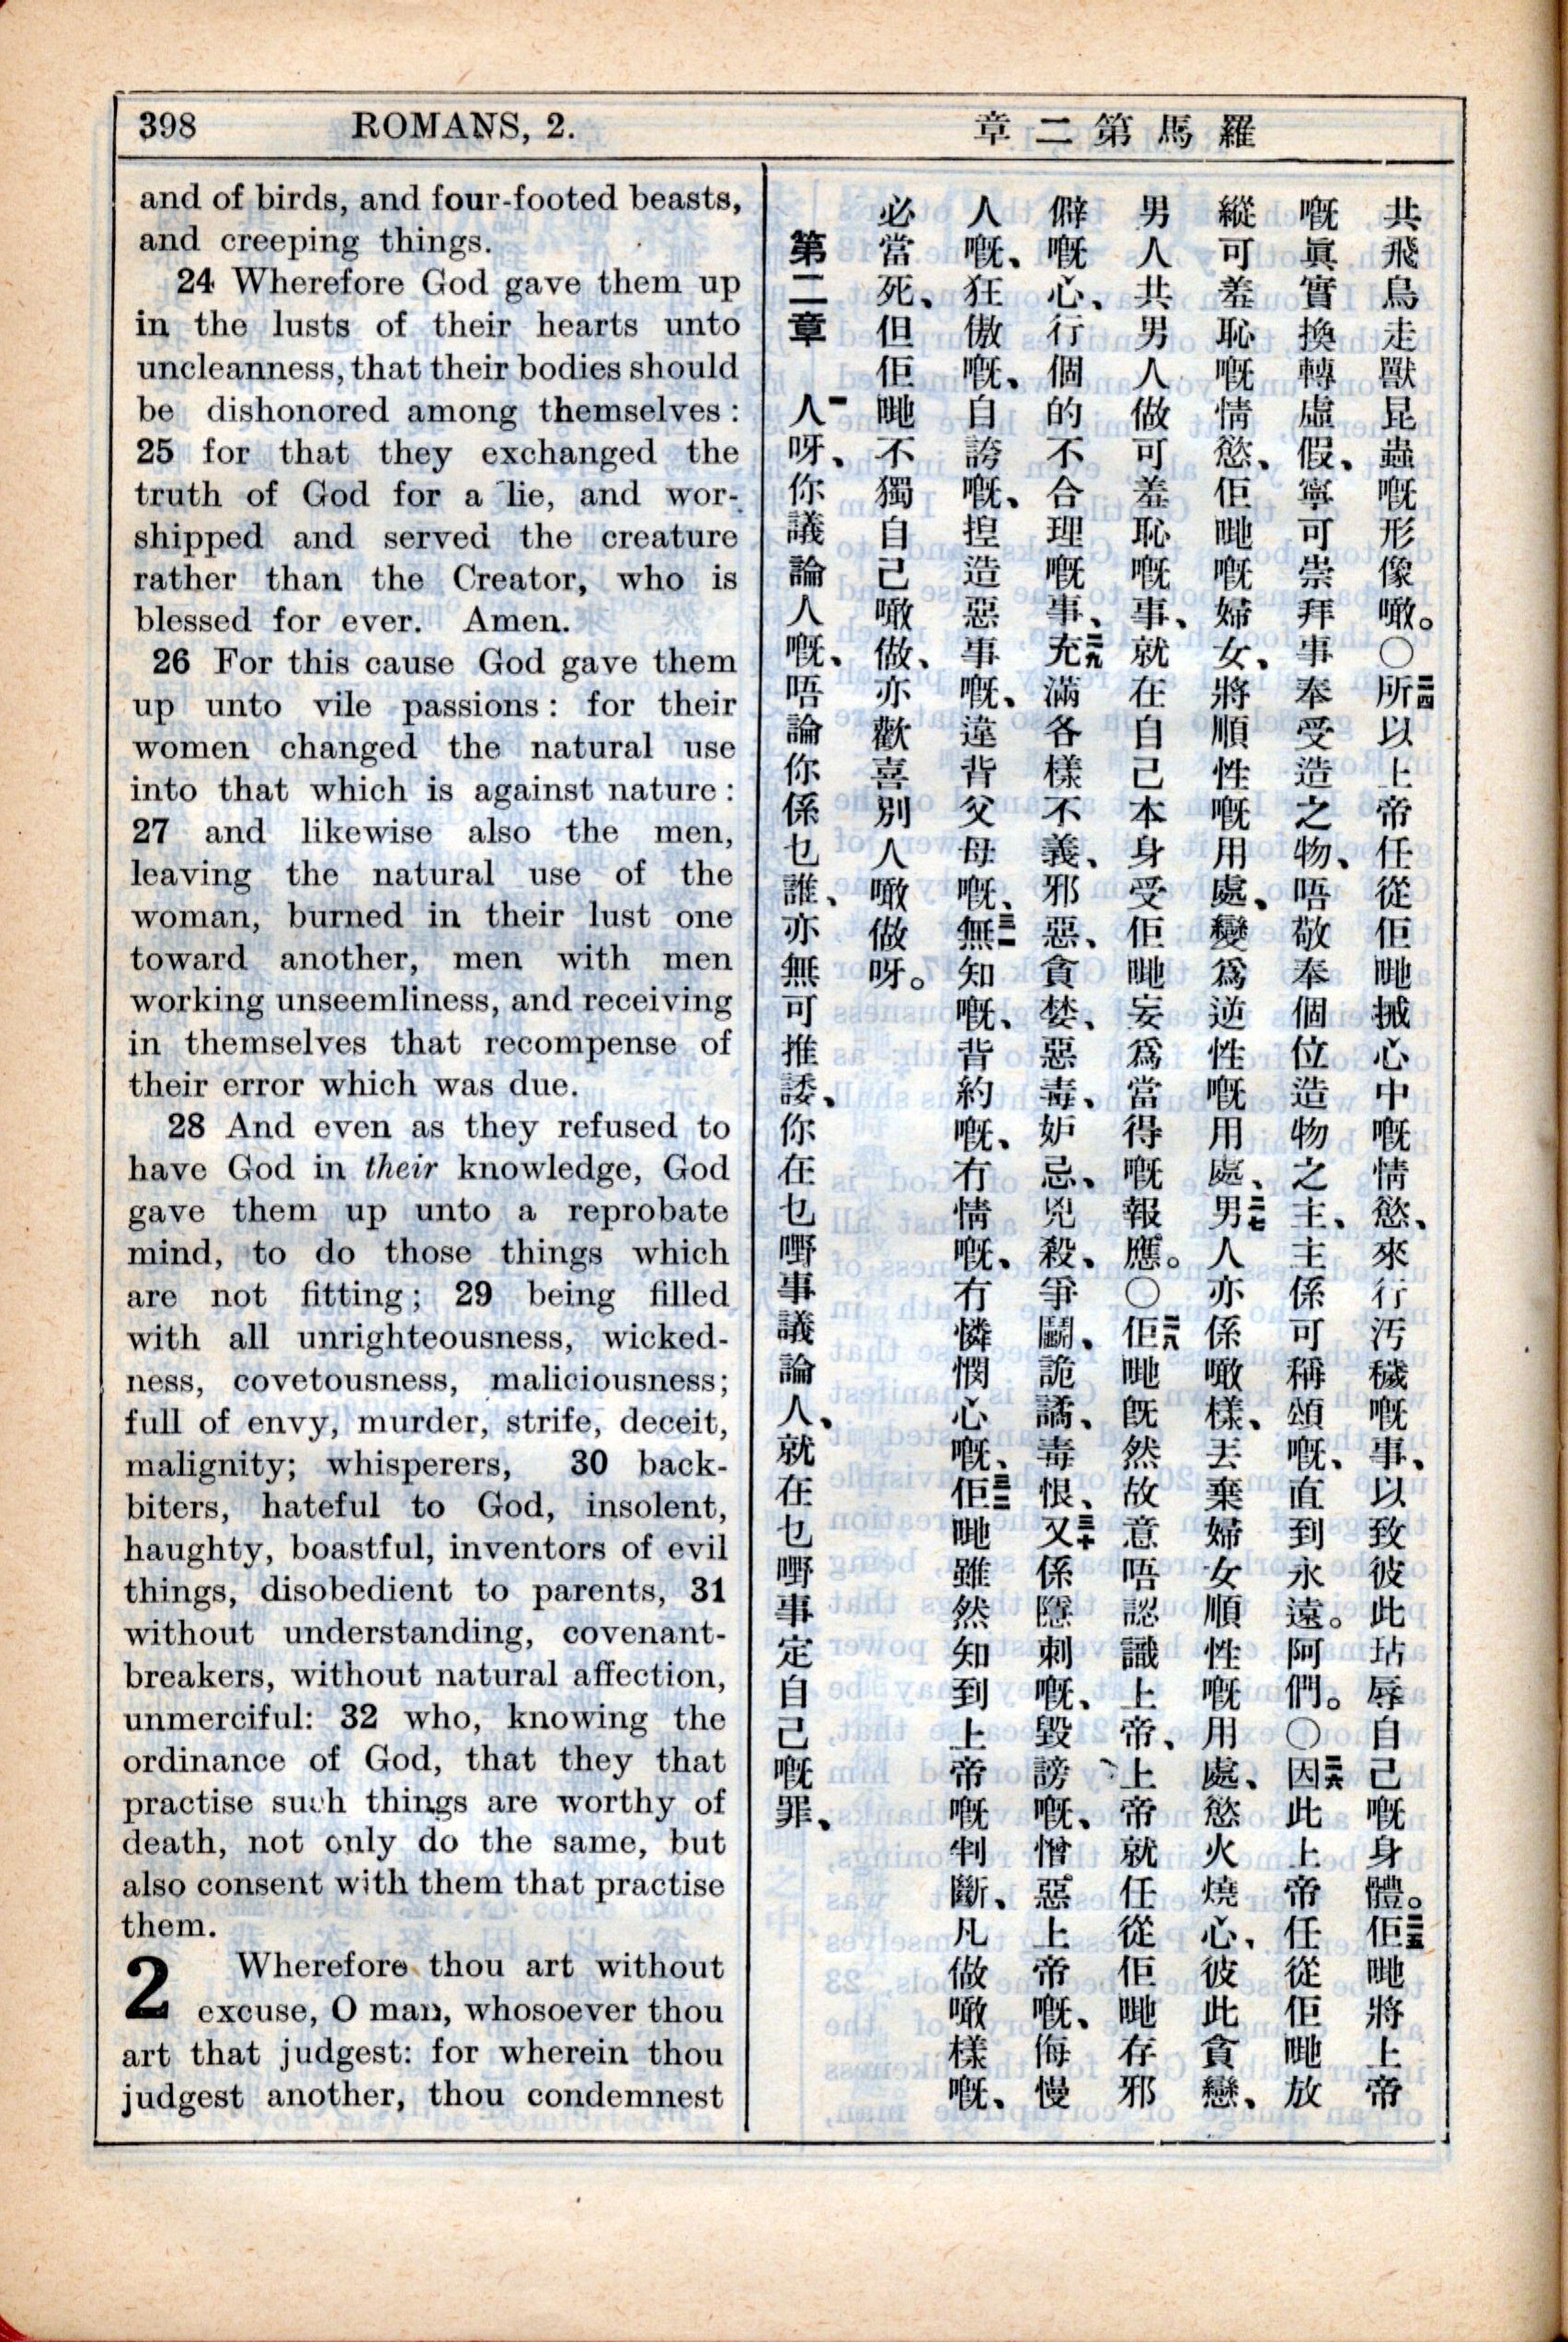 398 ROMANS, 2.
and of birds, and four-footed beasts,
and creeping things.
24 Wherefore God gave them up
in the lusts of their hearts unto
uncleanness, that their bodies should
be dishonored among themselves:
25 for that they exchanged the
truth of God for a lie, and wor-
shipped and served the creature
rather than the Creator, who is
blessed for ever. Amen.
26 For this cause God gave them
up unto vile passions: for their
women changed the natural use
into that which is against nature:
27 and likewise also the men,
leaving the natural use of the
woman, burned in their lust one
toward another, men with men
working unseemliness, and receiving
in themselves that recompense of
their error which was due.
28 And even as they refused to
have God in their knowledge, God
gave them up unto a reprobate
mind, to do those things which
are not fitting; 29 being filled
with all unrighteousness, wicked-
ness, covetousness, maliciousness;
full of envy, murder, strife, deceit,
malignity; whisperers, 30 back-
biters, hateful to God, insolent,
haughty, boastful, inventors of evil
things, disobedient to parents, 31
without understanding, covenant-
breakers, without natural affection,
unmerciful: 32 who, knowing the
ordinance of God, that they that
practise such things are worthy of
death, not only do the same, but
also consent with them that practise
them.
2 Wherefore thou art without
excuse, O man, whosoever thou
art that judgest: for wherein thou
judgest another, thou condemnest
羅馬第二章
共飛鳥走獸昆蟲嘅形像噉。〇二四所以上帝任從佢哋㨢心中嘅情慾、來行汚穢嘅事、以致彼此玷辱自己嘅身體。二五佢哋將上帝
嘅眞實換轉虛假、寧可崇拜事奉受造之物、唔敬奉個位造物之主、主係可稱頌嘅、直到永遠。阿們。〇二六因此上帝任從佢哋放
縱可羞恥嘅情慾、佢哋嘅婦女、將順性嘅用處、變爲逆性嘅用處、二七男人亦係噉樣、丟棄婦女順性嘅用處、慾火燒心、彼此貪戀、
男人共男人做可羞恥嘅事、就在自己本身受佢哋妄爲當得嘅報應。〇二八佢哋旣然故意唔認識上帝、上帝就任從佢哋存邪
僻嘅心、行個的不合理嘅事、二九充滿各樣不義、邪惡、貪婪、惡毒、妒忌、兇殺、爭鬬、詭譎、毒恨、三十又係隱刺嘅、毀謗嘅、憎惡上帝嘅、侮慢
人嘅、狂傲嘅、自誇嘅、揑造惡事嘅、違背父母嘅、三一無知嘅、背約嘅、冇情嘅、冇憐憫心嘅、三二佢哋雖然知到上帝嘅判斷、凡做噉樣嘅、
必當死、但佢哋不獨自己噉做、亦歡喜別人噉做呀。
第二章 一人呀、你議論人嘅、唔論你係乜誰、亦無可推諉、你在乜嘢事議論人、就在乜嘢事定自己嘅罪、